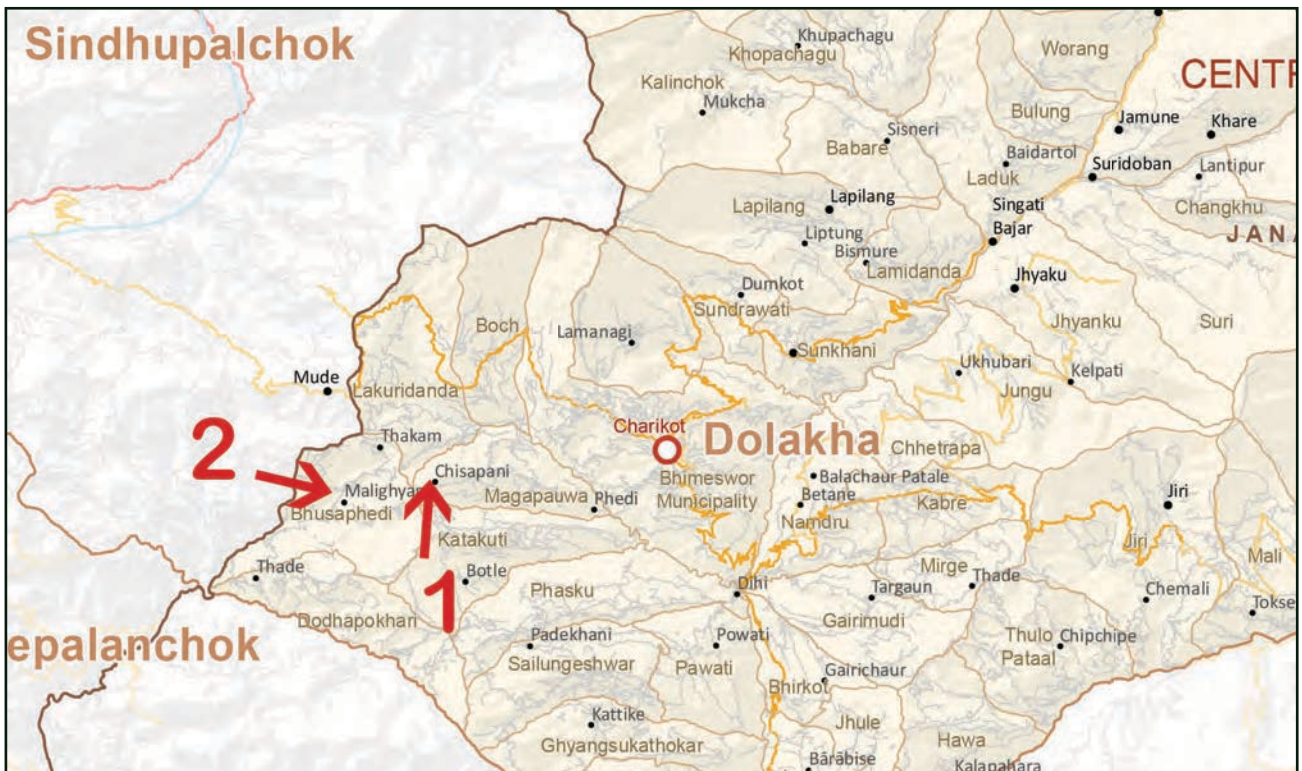 Sindhupalchok
Khupachagu
Khopachagu
Worang
CENT
Kalinchok
Mukcha
Bulung
Jamune
Khare
Sisneri
Babare
Baidartol
Laduk
Suridoban
Lantipur
Lapilang
Lapilang
Singati
Bajar
Changkhu
JAN
Liptung
Bismure
Lamidanda
Jhyaku
Dumkot
Sundrawati
Boch
Lamanagi
Sunkhani
Jhyanku
Suri
Ukhubari
Kelpati
Jungu
Mude
Lakuridanda
Charikot
Dolakha
Chhetrapa
2
Thakam
Chisapani
Malighyar
Bhusaphedi
Magapauwa
Phedi
Bhimeswor
Municipality
Balachaur Patale
Betane
Namdru
Kabre
Jiri
Jiri
Mali
Katakuti
1
Thade
Botle
Phasku
Dihi
Mirge
Targaun
Thade
Chemali
Tokse
Dodhapokhari
Gairimudi
epalanchok
Padekhani
Sailungeshwar
Powati
Pawati
Thulo
Pataal
Chipchipe
Gairichaur
Bhirkot
Kattike
Ghyangsukathokar
Jhule
Hawa
Bārābise
Kalapahara